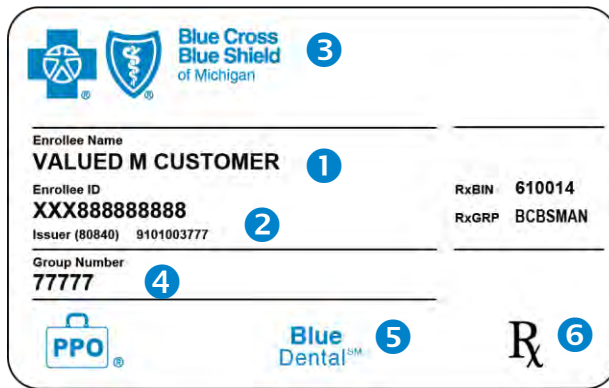 Blue Cross
Blue Shield
of Michigan
3
® ®
Enrollee Name
VALUED M CUSTOMER
1
Enrollee ID
XXX888888888
Issuer (80840) 9101003777
2
RxBIN 610014
RxGRP BCBSMAN
Group Number
77777
4
PPO ®
Blue
Dental℠
5
Rx
6